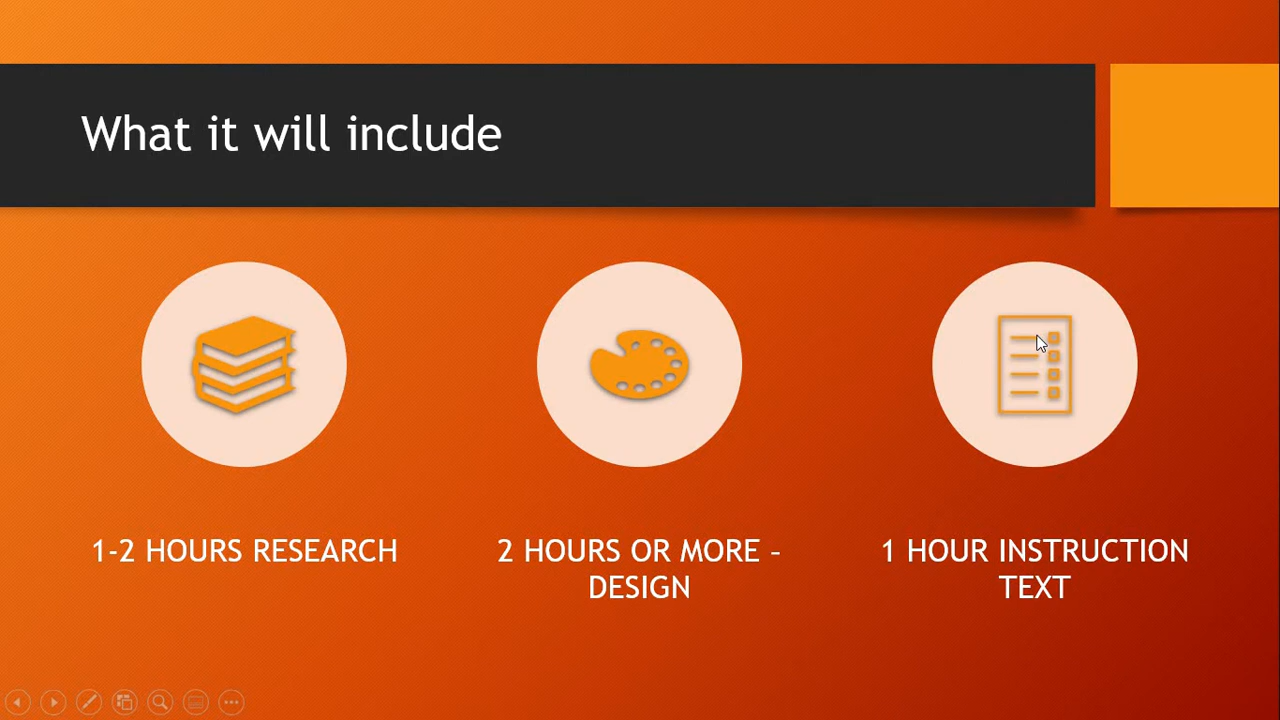 What it will include
1-2 HOURS RESEARCH
2 HOURS OR MORE –
DESIGN
1 HOUR INSTRUCTION
TEXT